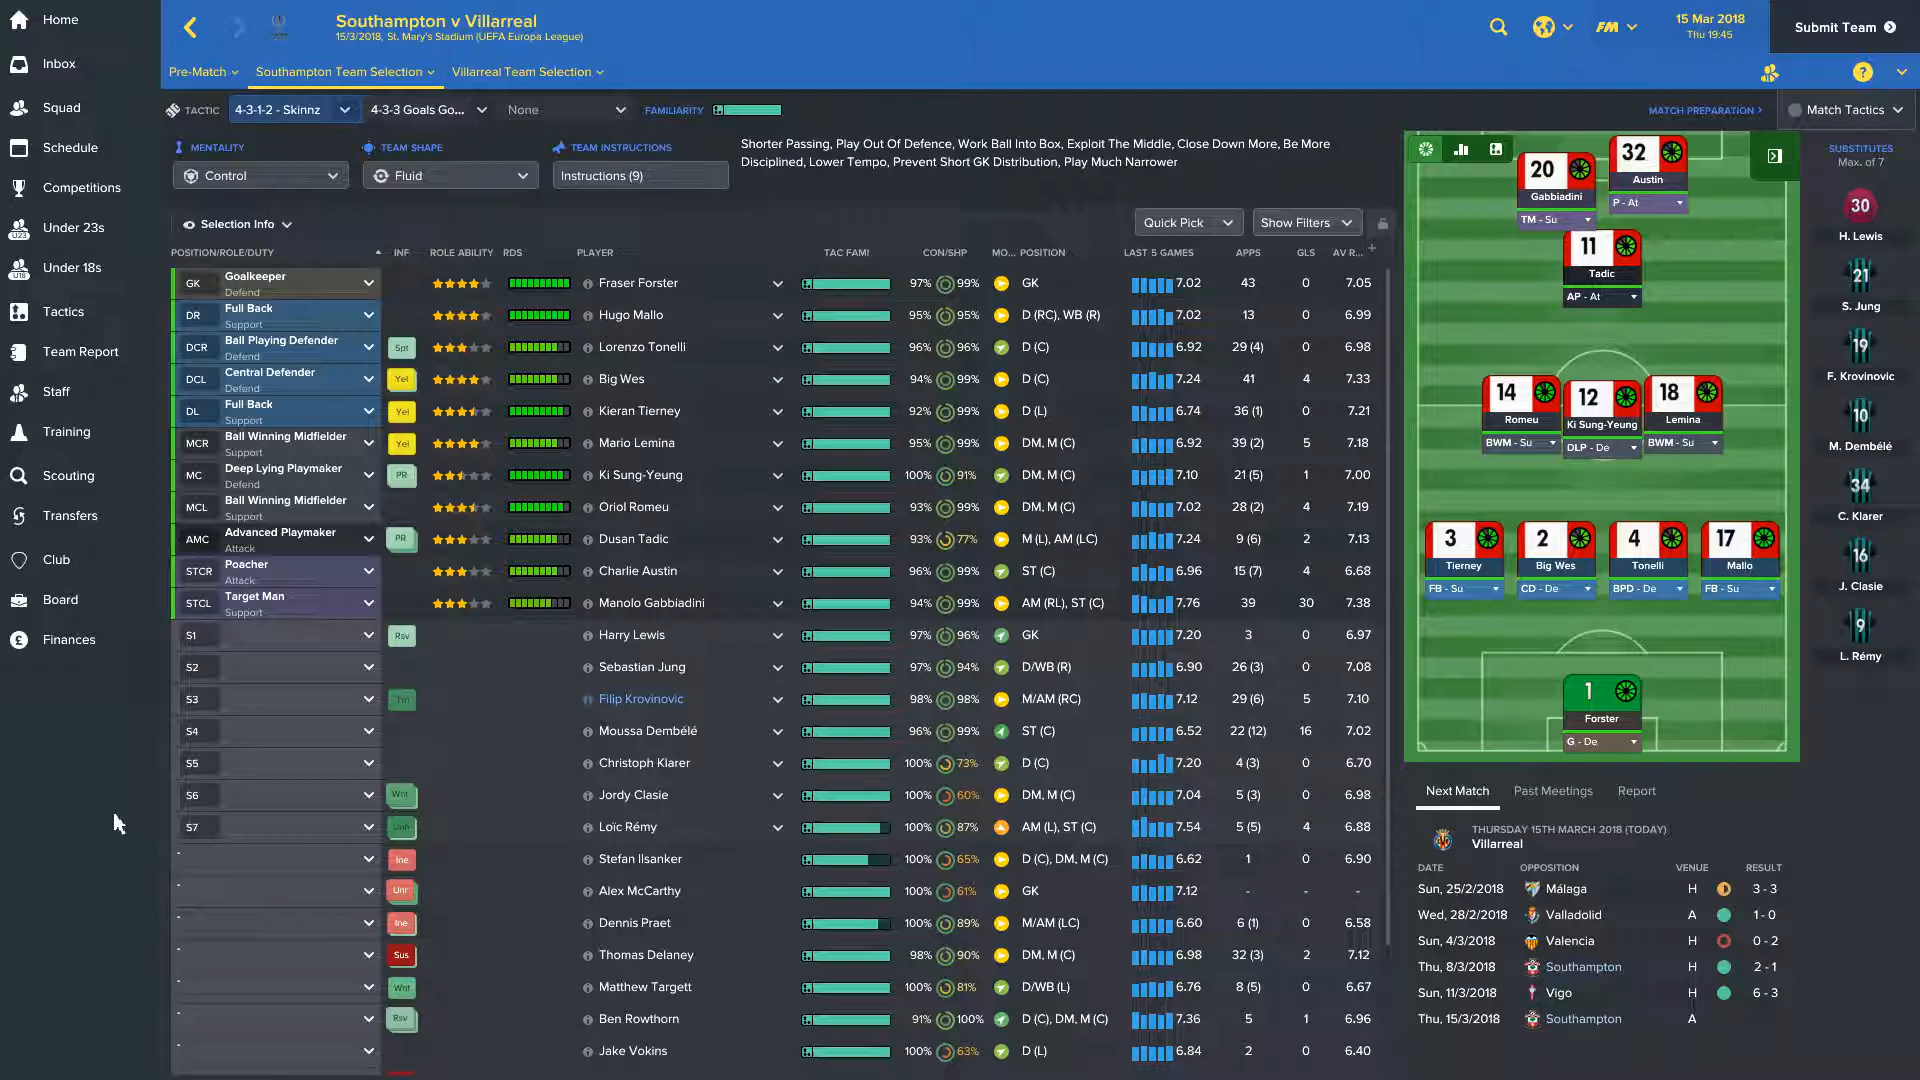 Home
Inbox
Squad
Schedule
Competitions
Under 23s
Under 18s
Tactics
Team Report
Staff
Training
Scouting
Transfers
Club
Board
Finances
Southampton v Villarreal
15/3/2018, St. Mary's Stadium (UEFA Europa League)
FM
15 Mar 2018
Thu 19:45
Submit Team
Pre-Match
Southampton Team Selection
Villarreal Team Selection
?
TACTIC 4-3-1-2 - Skinnz 4-3-3 Goals Go... None FAMILIARITY MATCH PREPARATION > Match Tactics
MENTALITY TEAM SHAPE TEAM INSTRUCTIONS
Control Fluid Instructions (9)
Shorter Passing, Play Out Of Defence, Work Ball Into Box, Exploit The Middle, Close Down More, Be More
Disciplined, Lower Tempo, Prevent Short GK Distribution, Play Much Narrower
Selection Info Quick Pick Show Filters
POSITION/ROLE/DUTY INF ROLE ABILITY RDS PLAYER TAC FAMI CON/SHP MO... POSITION LAST 5 GAMES APPS GLS AV R...
GK Goalkeeper Defend Fraser Forster 97% 99% GK 7.02 43 0 7.05
DR Full Back Support Hugo Mallo 95% 95% D (RC), WB (R) 7.02 13 0 6.99
DCR Ball Playing Defender Defend Spt Lorenzo Tonelli 96% 96% D (C) 6.92 29 (4) 0 6.98
DCL Central Defender Defend Yel Big Wes 94% 99% D (C) 7.24 41 4 7.33
DL Full Back Support Yel Kieran Tierney 92% 99% D (L) 6.74 36 (1) 0 7.21
MCR Ball Winning Midfielder Support Yel Mario Lemina 95% 99% DM, M (C) 6.92 39 (2) 5 7.18
MC Deep Lying Playmaker Defend PR Ki Sung-Yeung 100% 91% DM, M (C) 7.10 21 (5) 1 7.00
MCL Ball Winning Midfielder Support Oriol Romeu 93% 99% DM, M (C) 7.02 28 (2) 4 7.19
AMC Advanced Playmaker Attack PR Dusan Tadic 93% 77% M (L), AM (LC) 7.24 9 (6) 2 7.13
STCR Poacher Attack Charlie Austin 96% 99% ST (C) 6.96 15 (7) 4 6.68
STCL Target Man Support Manolo Gabbiadini 94% 99% AM (RL), ST (C) 7.76 39 30 7.38
S1 Rsv Harry Lewis 97% 96% GK 7.20 3 0 6.97
S2 Sebastian Jung 97% 94% D/WB (R) 6.90 26 (3) 0 7.08
S3 Filip Krovinovic 98% 98% M/AM (RC) 7.12 29 (6) 5 7.10
S4 Moussa Dembélé 96% 99% ST (C) 6.52 22 (12) 16 7.02
S5 Christoph Klarer 100% 73% D (C) 7.20 4 (3) 0 6.70
S6 Wnt Jordy Clasie 100% 60% DM, M (C) 7.04 5 (3) 0 6.98
S7 Loïc Rémy 100% 87% AM (L), ST (C) 7.54 5 (5) 4 6.88
- Ine Stefan Ilsanker 100% 65% D (C), DM, M (C) 6.62 1 0 6.90
- Unr Alex McCarthy 100% 61% GK 7.12 - - -
- Ine Dennis Praet 100% 89% M/AM (LC) 6.60 6 (1) 0 6.58
- Sus Thomas Delaney 98% 90% DM, M (C) 6.98 32 (3) 2 7.12
- Wnt Matthew Targett 100% 81% D/WB (L) 6.76 8 (5) 0 6.67
- Rsv Ben Rowthorn 91% 100% D (C), DM, M (C) 7.36 5 1 6.96
- Jake Vokins 100% 63% D (L) 6.84 2 0 6.40
20 Gabbiadini TM - Su
32 Austin P - At
11 Tadic AP - At
14 Romeu BWM - Su
12 Ki Sung-Yeung DLP - De
18 Lemina BWM - Su
3 Tierney FB - Su
2 Big Wes CD - De
4 Tonelli BPD - De
17 Mallo FB - Su
1 Forster G - De
SUBSTITUTES
Max. of 7
30
H. Lewis
21
S. Jung
19
F. Krovinovic
10
M. Dembélé
34
C. Klarer
16
J. Clasie
9
L. Rémy
Next Match Past Meetings Report
THURSDAY 15TH MARCH 2018 (TODAY)
Villarreal
DATE OPPOSITION VENUE RESULT
Sun, 25/2/2018 Málaga H 3 - 3
Wed, 28/2/2018 Valladolid A 1 - 0
Sun, 4/3/2018 Valencia H 0 - 2
Thu, 8/3/2018 Southampton H 2 - 1
Sun, 11/3/2018 Vigo H 6 - 3
Thu, 15/3/2018 Southampton A